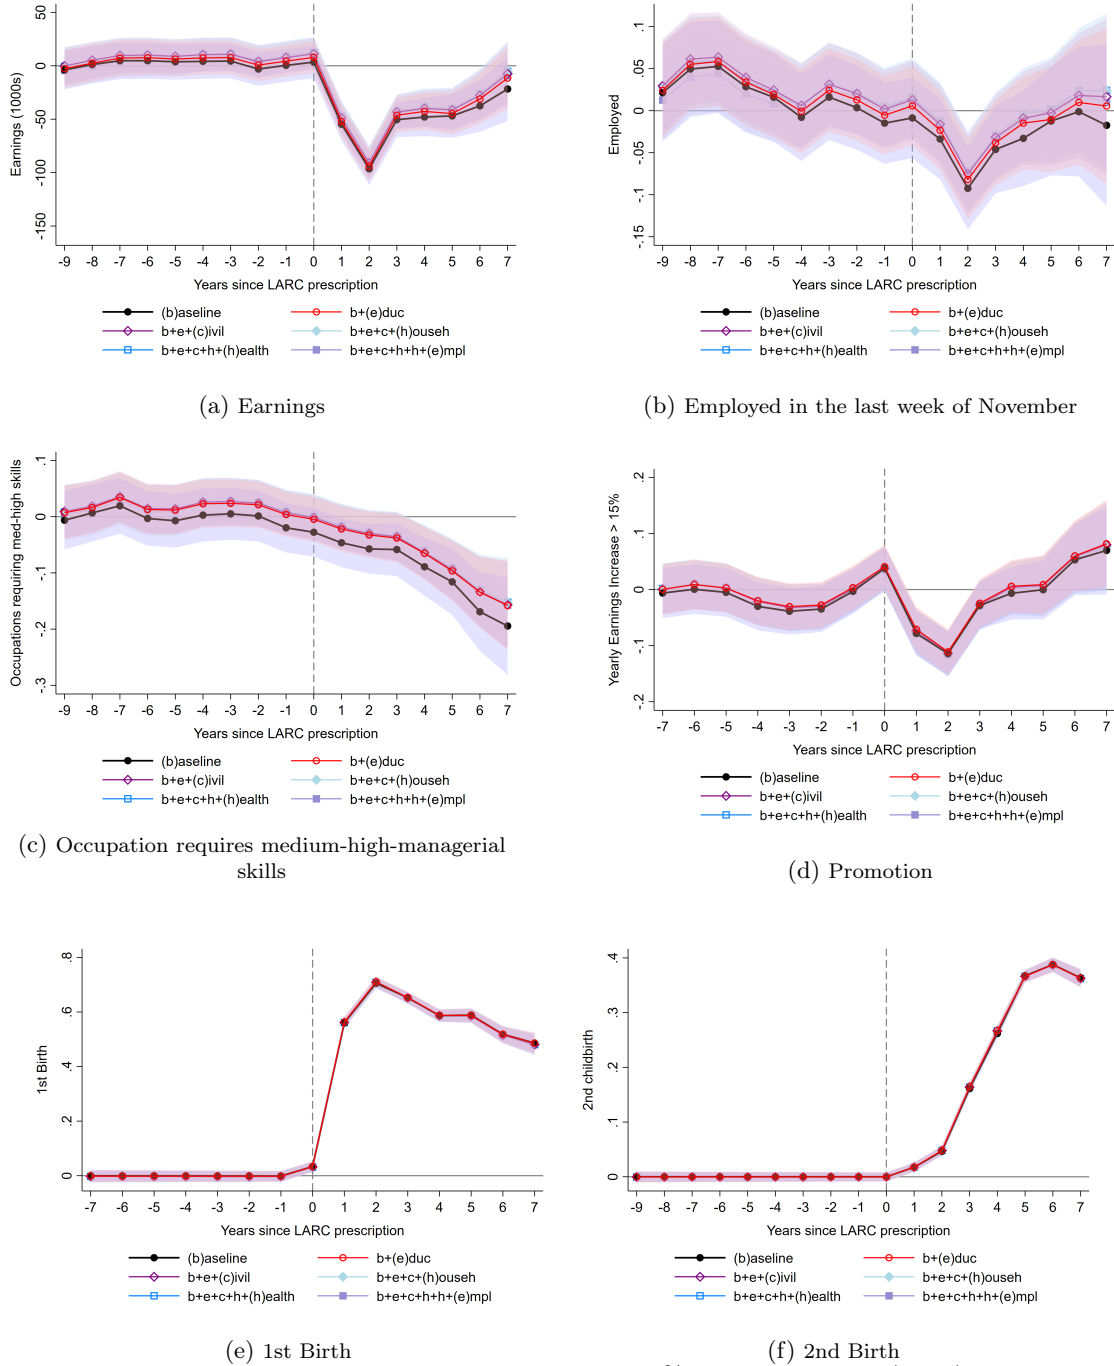 50
0
-50
-100
-150
Earnings (1000s)
-9 -8 -7 -6 -5 -4 -3 -2 -1 0 1 2 3 4 5 6 7
Years since LARC prescription
(b)aseline b+(e)duc
b+e+(c)ivil b+e+c+(h)ouseh
b+e+c+h+(h)ealth b+e+c+h+h+(e)mpl
(a) Earnings
.1
.05
0
-.05
-.1
-.15
Employed
-9 -8 -7 -6 -5 -4 -3 -2 -1 0 1 2 3 4 5 6 7
Years since LARC prescription
(b)aseline b+(e)duc
b+e+(c)ivil b+e+c+(h)ouseh
b+e+c+h+(h)ealth b+e+c+h+h+(e)mpl
(b) Employed in the last week of November
.1
0
-.1
-.2
-.3
Occupations requiring med-high skills
-9 -8 -7 -6 -5 -4 -3 -2 -1 0 1 2 3 4 5 6 7
Years since LARC prescription
(b)aseline b+(e)duc
b+e+(c)ivil b+e+c+(h)ouseh
b+e+c+h+(h)ealth b+e+c+h+h+(e)mpl
(c) Occupation requires medium-high-managerial
skills
.2
.1
0
-.1
-.2
Yearly Earnings Increase > 15%
-7 -6 -5 -4 -3 -2 -1 0 1 2 3 4 5 6 7
Years since LARC prescription
(b)aseline b+(e)duc
b+e+(c)ivil b+e+c+(h)ouseh
b+e+c+h+(h)ealth b+e+c+h+h+(e)mpl
(d) Promotion
.8
.6
.4
.2
0
1st Birth
-7 -6 -5 -4 -3 -2 -1 0 1 2 3 4 5 6 7
Years since LARC prescription
(b)aseline b+(e)duc
b+e+(c)ivil b+e+c+(h)ouseh
b+e+c+h+(h)ealth b+e+c+h+h+(e)mpl
(e) 1st Birth
.4
.3
.2
.1
0
2nd childbirth
-9 -8 -7 -6 -5 -4 -3 -2 -1 0 1 2 3 4 5 6 7
Years since LARC prescription
(b)aseline b+(e)duc
b+e+(c)ivil b+e+c+(h)ouseh
b+e+c+h+(h)ealth b+e+c+h+h+(e)mpl
(f) 2nd Birth